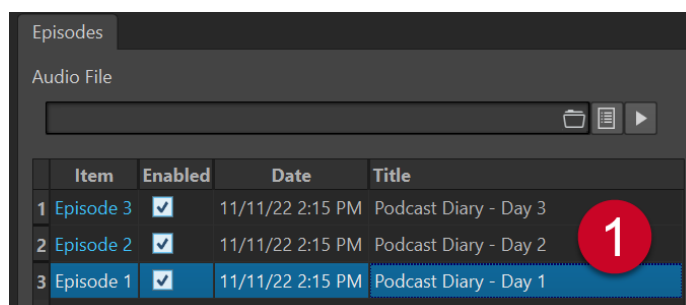 Episodes
Audio File
Item Enabled Date Title
1 Episode 3 11/11/22 2:15 PM Podcast Diary - Day 3
2 Episode 2 11/11/22 2:15 PM Podcast Diary - Day 2
3 Episode 1 11/11/22 2:15 PM Podcast Diary - Day 1
1